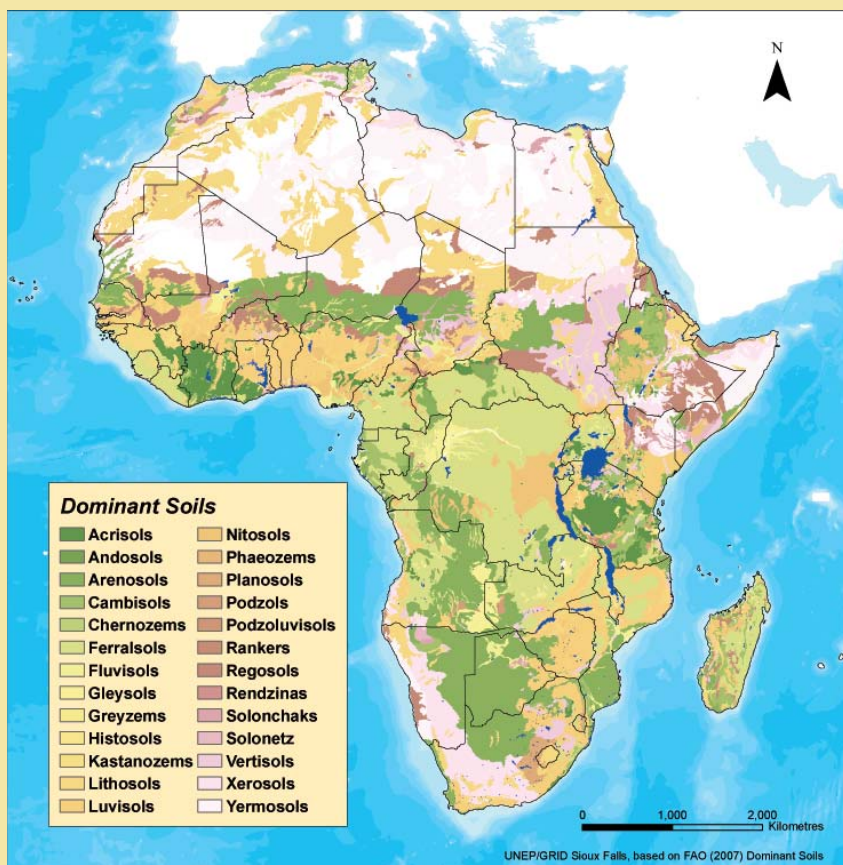 N
Dominant Soils
Acrisols
Andosols
Arenosols
Cambisols
Chernozems
Ferralsols
Fluvisols
Gleysols
Greyzems
Histosols
Kastanozems
Lithosols
Luvisols
Nitosols
Phaeozems
Planosols
Podzols
Podzoluvisols
Rankers
Regosols
Rendzinas
Solonchaks
Solonetz
Vertisols
Xerosols
Yermosols
0 1,000 2,000
Kilometres
UNEP/GRID Sioux Falls, based on FAO (2007) Dominant Soils